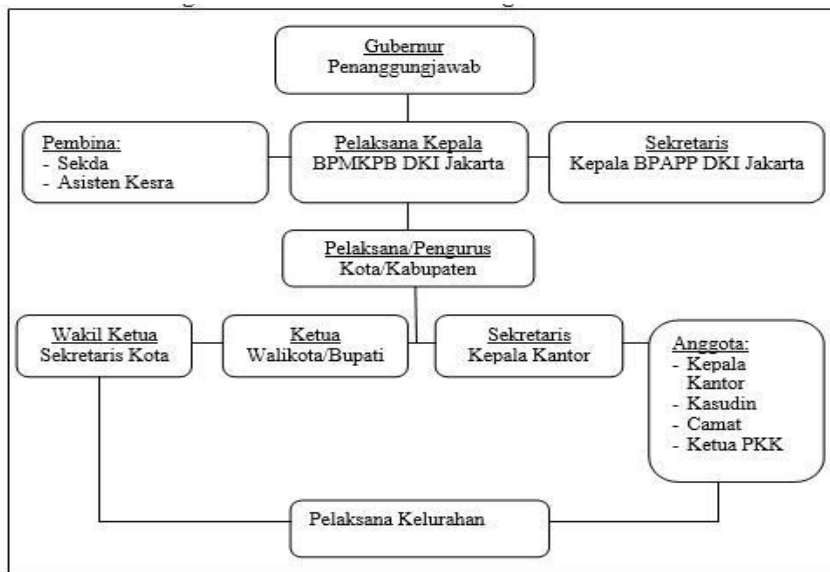 Gubernur
Penanggungjawab
Pembina:
- Sekda
- Asisten Kesra
Pelaksana Kepala
BPMKPB DKI Jakarta
Sekretaris
Kepala BPAPP DKI Jakarta
Pelaksana/Pengurus
Kota/Kabupaten
Wakil Ketua
Sekretaris Kota
Ketua
Walikota/Bupati
Sekretaris
Kepala Kantor
Anggota:
- Kepala
Kantor
- Kasudin
- Camat
- Ketua PKK
Pelaksana Kelurahan